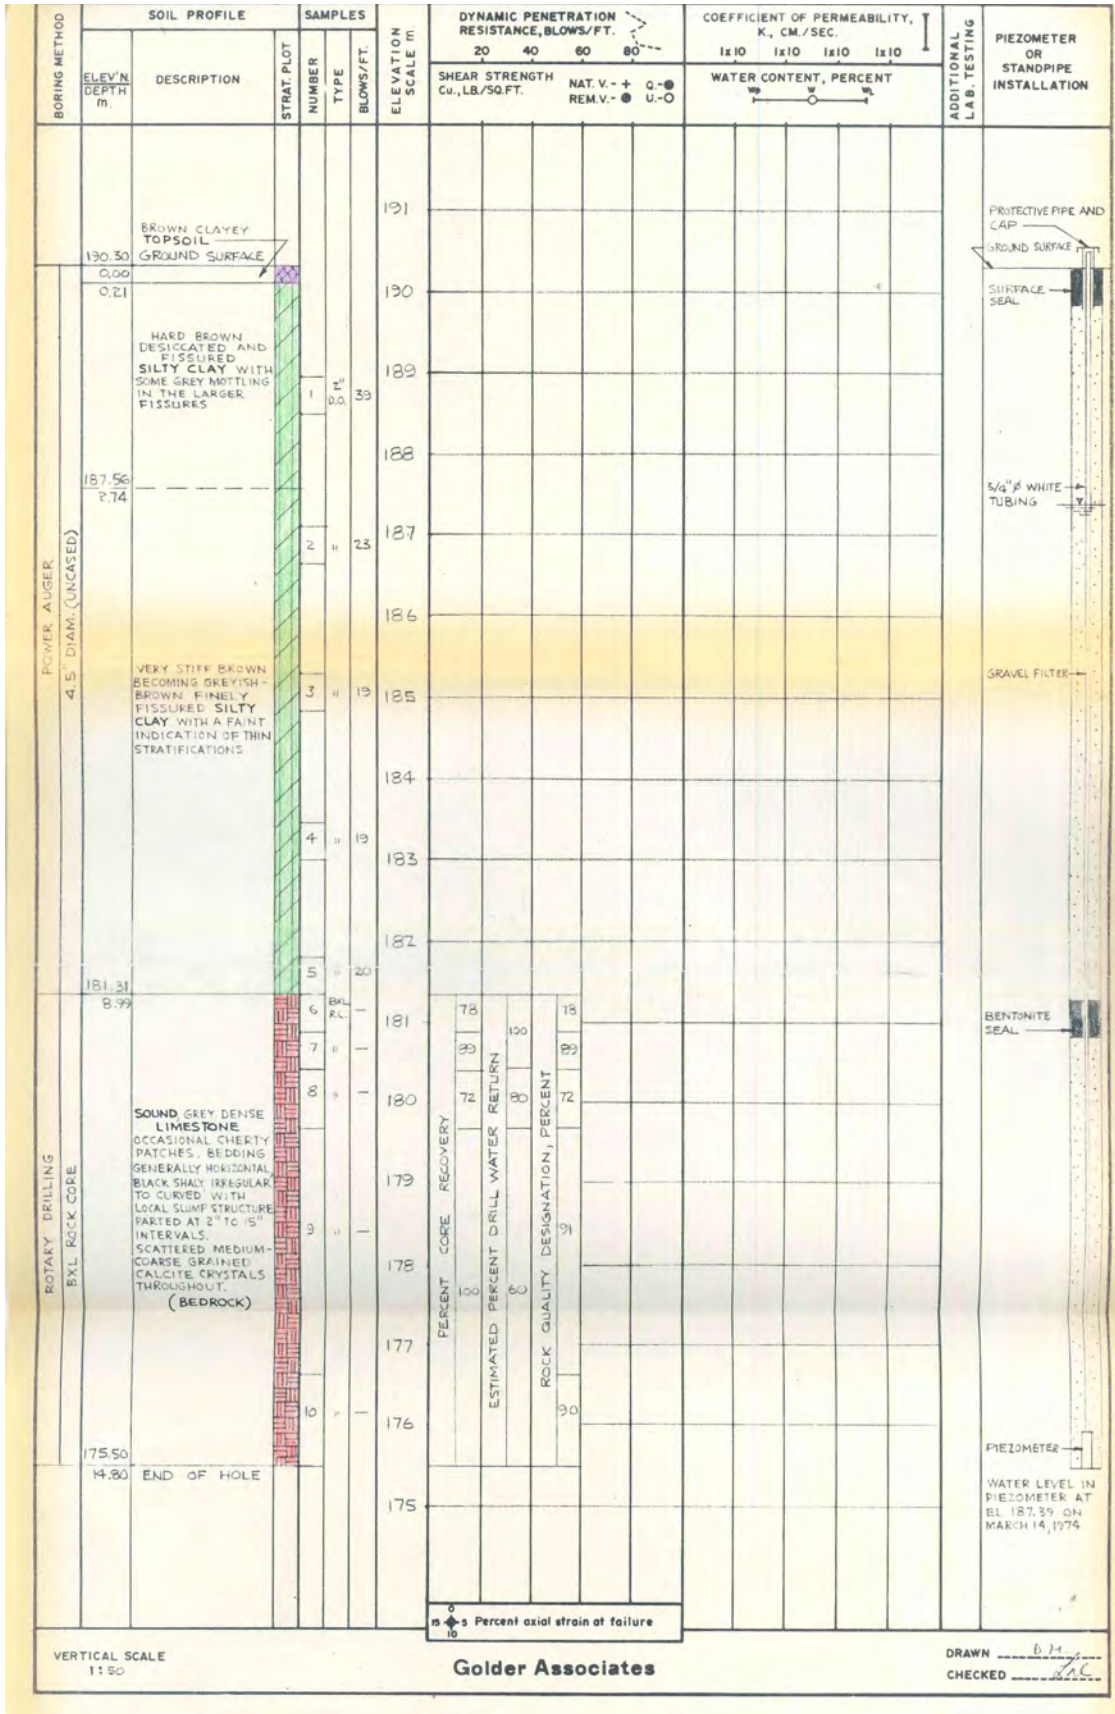 BORING METHOD
SOIL PROFILE
ELEV'N.
DEPTH
m.
DESCRIPTION
STRAT. PLOT
SAMPLES
NUMBER
TYPE
BLOWS/FT.
ELEVATION
SCALE m.
DYNAMIC PENETRATION
RESISTANCE, BLOWS/FT.
20 40 60 80
SHEAR STRENGTH
Cu., LB./SQ.FT.
NAT. V. - + Q. - ●
REM. V. - ● U. - O
COEFFICIENT OF PERMEABILITY,
K., CM./SEC.
1x10 1x10 1x10 1x10
WATER CONTENT, PERCENT
Wp W WL
ADDITIONAL
LAB. TESTING
PIEZOMETER
OR
STANDPIPE
INSTALLATION
POWER AUGER
4.5" DIAM. (UNCASED)
ROTARY DRILLING
BXL ROCK CORE
BROWN CLAYEY
TOPSOIL
190.30 GROUND SURFACE
0.00
0.21
HARD BROWN
DESICCATED AND
FISSURED
SILTY CLAY WITH
SOME GREY MOTTLING
IN THE LARGER
FISSURES
187.56
2.74
VERY STIFF BROWN
BECOMING GREYISH-
BROWN FINELY
FISSURED SILTY
CLAY WITH A FAINT
INDICATION OF THIN
STRATIFICATIONS
181.31
8.99
SOUND, GREY DENSE
LIMESTONE
OCCASIONAL CHERTY
PATCHES. BEDDING
GENERALLY HORIZONTAL,
BLACK SHALY, IRREGULAR
TO CURVED WITH
LOCAL SLUMP STRUCTURE
PARTED AT 2" TO 15"
INTERVALS.
SCATTERED MEDIUM-
COARSE GRAINED
CALCITE CRYSTALS
THROUGHOUT.
(BEDROCK)
175.50
14.80 END OF HOLE
1 2" D.O. 39
2 " 23
3 " 19
4 " 19
5 " 20
6 BXL R.C. —
7 " —
8 " —
9 " —
10 " —
191
190
189
188
187
186
185
184
183
182
181
180
179
178
177
176
175
PERCENT CORE RECOVERY
78
99
72
100
ESTIMATED PERCENT DRILL WATER RETURN
100
80
60
ROCK QUALITY DESIGNATION, PERCENT
78
89
72
91
90
PROTECTIVE PIPE AND
CAP
GROUND SURFACE
SURFACE
SEAL
3/4" Ø WHITE
TUBING
GRAVEL FILTER
BENTONITE
SEAL
PIEZOMETER
WATER LEVEL IN
PIEZOMETER AT
EL. 187.39 ON
MARCH 14, 1974
0
15 5 Percent axial strain at failure
10
VERTICAL SCALE
1:50
Golder Associates
DRAWN B.M.
CHECKED